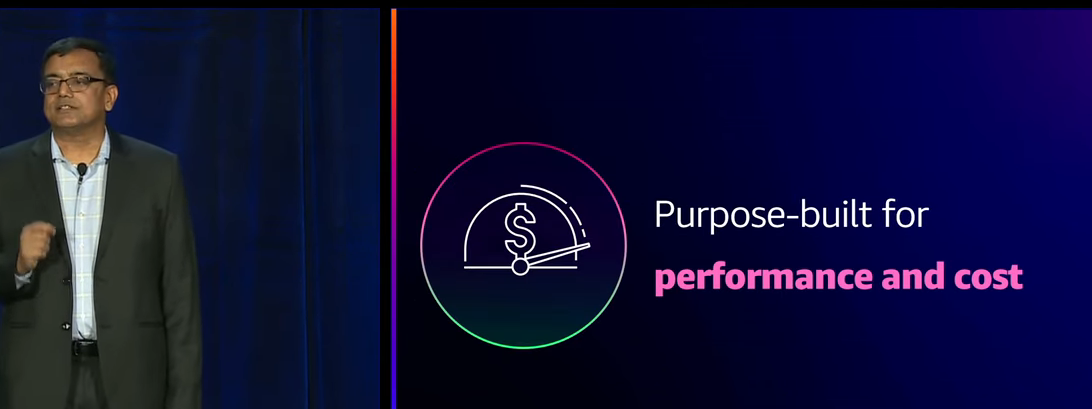 $
Purpose-built for
performance and cost